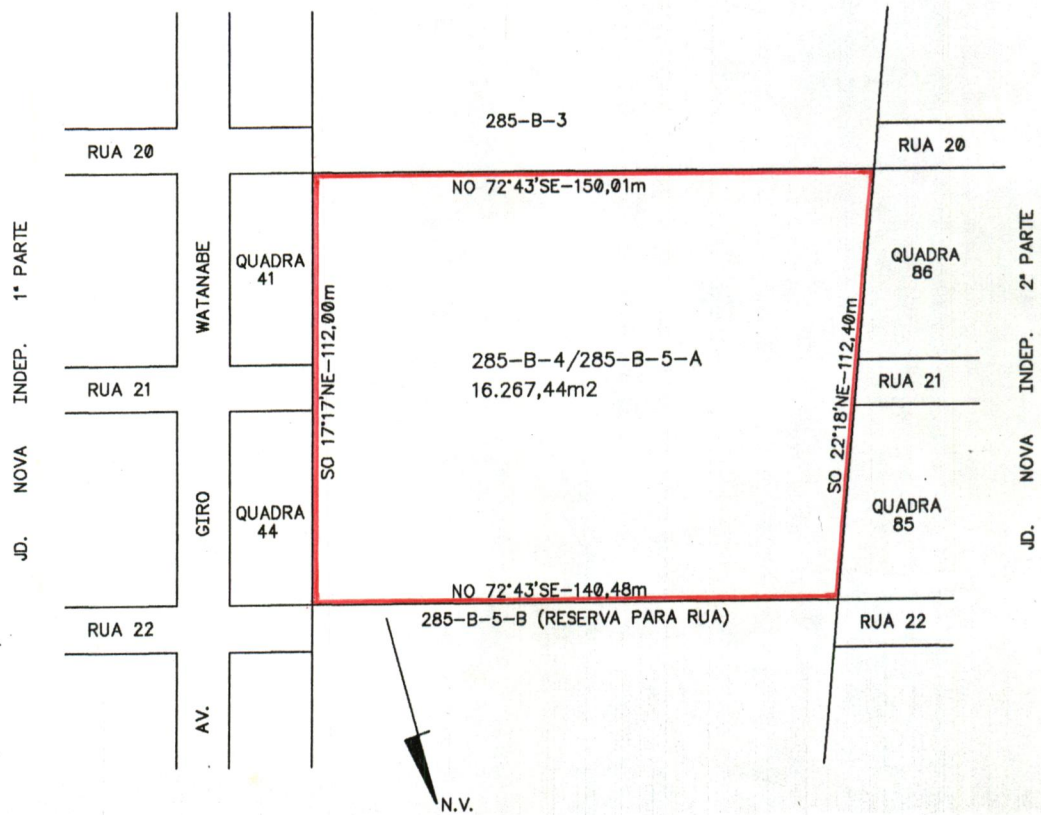 285-B-3
RUA 20
RUA 20
NO 72°43'SE-150,01m
JD. NOVA INDEP. 1ª PARTE
AV. GIRO WATANABE
QUADRA
41
SO 17°17'NE-112,00m
285-B-4/285-B-5-A
16.267,44m2
SO 22°18'NE-112,40m
QUADRA
86
JD. NOVA INDEP. 2ª PARTE
RUA 21
RUA 21
QUADRA
44
QUADRA
85
NO 72°43'SE-140,48m
285-B-5-B (RESERVA PARA RUA)
RUA 22
RUA 22
N.V.